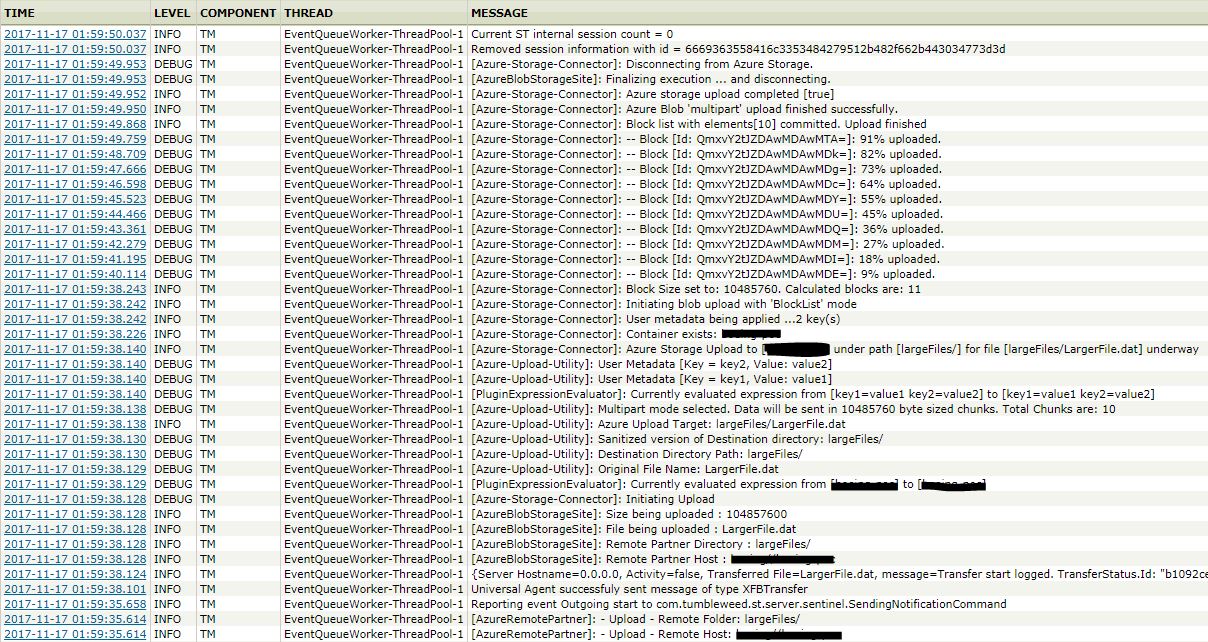 TIME LEVEL COMPONENT THREAD MESSAGE
2017-11-17 01:59:50.037 INFO TM EventQueueWorker-ThreadPool-1 Current ST internal session count = 0
2017-11-17 01:59:50.037 INFO TM EventQueueWorker-ThreadPool-1 Removed session information with id = 6669363558416c3353484279512b482f662b443034773d3d
2017-11-17 01:59:49.953 DEBUG TM EventQueueWorker-ThreadPool-1 [Azure-Storage-Connector]: Disconnecting from Azure Storage.
2017-11-17 01:59:49.953 DEBUG TM EventQueueWorker-ThreadPool-1 [AzureBlobStorageSite]: Finalizing execution ... and disconnecting.
2017-11-17 01:59:49.952 INFO TM EventQueueWorker-ThreadPool-1 [Azure-Storage-Connector]: Azure storage upload completed [true]
2017-11-17 01:59:49.950 INFO TM EventQueueWorker-ThreadPool-1 [Azure-Storage-Connector]: Azure Blob 'multipart' upload finished successfully.
2017-11-17 01:59:49.868 INFO TM EventQueueWorker-ThreadPool-1 [Azure-Storage-Connector]: Block list with elements[10] committed. Upload finished
2017-11-17 01:59:49.759 DEBUG TM EventQueueWorker-ThreadPool-1 [Azure-Storage-Connector]: -- Block [Id: QmxvY2tJZDAwMDAwMTA=]: 91% uploaded.
2017-11-17 01:59:48.709 DEBUG TM EventQueueWorker-ThreadPool-1 [Azure-Storage-Connector]: -- Block [Id: QmxvY2tJZDAwMDAwMDk=]: 82% uploaded.
2017-11-17 01:59:47.666 DEBUG TM EventQueueWorker-ThreadPool-1 [Azure-Storage-Connector]: -- Block [Id: QmxvY2tJZDAwMDAwMDg=]: 73% uploaded.
2017-11-17 01:59:46.598 DEBUG TM EventQueueWorker-ThreadPool-1 [Azure-Storage-Connector]: -- Block [Id: QmxvY2tJZDAwMDAwMDc=]: 64% uploaded.
2017-11-17 01:59:45.523 DEBUG TM EventQueueWorker-ThreadPool-1 [Azure-Storage-Connector]: -- Block [Id: QmxvY2tJZDAwMDAwMDY=]: 55% uploaded.
2017-11-17 01:59:44.466 DEBUG TM EventQueueWorker-ThreadPool-1 [Azure-Storage-Connector]: -- Block [Id: QmxvY2tJZDAwMDAwMDU=]: 45% uploaded.
2017-11-17 01:59:43.361 DEBUG TM EventQueueWorker-ThreadPool-1 [Azure-Storage-Connector]: -- Block [Id: QmxvY2tJZDAwMDAwMDQ=]: 36% uploaded.
2017-11-17 01:59:42.279 DEBUG TM EventQueueWorker-ThreadPool-1 [Azure-Storage-Connector]: -- Block [Id: QmxvY2tJZDAwMDAwMDM=]: 27% uploaded.
2017-11-17 01:59:41.195 DEBUG TM EventQueueWorker-ThreadPool-1 [Azure-Storage-Connector]: -- Block [Id: QmxvY2tJZDAwMDAwMDI=]: 18% uploaded.
2017-11-17 01:59:40.114 DEBUG TM EventQueueWorker-ThreadPool-1 [Azure-Storage-Connector]: -- Block [Id: QmxvY2tJZDAwMDAwMDE=]: 9% uploaded.
2017-11-17 01:59:38.243 INFO TM EventQueueWorker-ThreadPool-1 [Azure-Storage-Connector]: Block Size set to: 10485760. Calculated blocks are: 11
2017-11-17 01:59:38.242 INFO TM EventQueueWorker-ThreadPool-1 [Azure-Storage-Connector]: Initiating blob upload with 'BlockList' mode
2017-11-17 01:59:38.242 INFO TM EventQueueWorker-ThreadPool-1 [Azure-Storage-Connector]: User metadata being applied ...2 key(s)
2017-11-17 01:59:38.226 INFO TM EventQueueWorker-ThreadPool-1 [Azure-Storage-Connector]: Container exists:
2017-11-17 01:59:38.140 INFO TM EventQueueWorker-ThreadPool-1 [Azure-Storage-Connector]: Azure Storage Upload to [ under path [largeFiles/] for file [largeFiles/LargerFile.dat] underway
2017-11-17 01:59:38.140 DEBUG TM EventQueueWorker-ThreadPool-1 [Azure-Upload-Utility]: User Metadata [Key = key2, Value: value2]
2017-11-17 01:59:38.140 DEBUG TM EventQueueWorker-ThreadPool-1 [Azure-Upload-Utility]: User Metadata [Key = key1, Value: value1]
2017-11-17 01:59:38.140 DEBUG TM EventQueueWorker-ThreadPool-1 [PluginExpressionEvaluator]: Currently evaluated expression from [key1=value1 key2=value2] to [key1=value1 key2=value2]
2017-11-17 01:59:38.138 DEBUG TM EventQueueWorker-ThreadPool-1 [Azure-Upload-Utility]: Multipart mode selected. Data will be sent in 10485760 byte sized chunks. Total Chunks are: 10
2017-11-17 01:59:38.138 INFO TM EventQueueWorker-ThreadPool-1 [Azure-Upload-Utility]: Azure Upload Target: largeFiles/LargerFile.dat
2017-11-17 01:59:38.130 DEBUG TM EventQueueWorker-ThreadPool-1 [Azure-Upload-Utility]: Sanitized version of Destination directory: largeFiles/
2017-11-17 01:59:38.130 DEBUG TM EventQueueWorker-ThreadPool-1 [Azure-Upload-Utility]: Destination Directory Path: largeFiles/
2017-11-17 01:59:38.129 DEBUG TM EventQueueWorker-ThreadPool-1 [Azure-Upload-Utility]: Original File Name: LargerFile.dat
2017-11-17 01:59:38.129 DEBUG TM EventQueueWorker-ThreadPool-1 [PluginExpressionEvaluator]: Currently evaluated expression from [ ] to [ ]
2017-11-17 01:59:38.128 DEBUG TM EventQueueWorker-ThreadPool-1 [Azure-Storage-Connector]: Initiating Upload
2017-11-17 01:59:38.128 INFO TM EventQueueWorker-ThreadPool-1 [AzureBlobStorageSite]: Size being uploaded : 104857600
2017-11-17 01:59:38.128 INFO TM EventQueueWorker-ThreadPool-1 [AzureBlobStorageSite]: File being uploaded : LargerFile.dat
2017-11-17 01:59:38.128 INFO TM EventQueueWorker-ThreadPool-1 [AzureBlobStorageSite]: Remote Partner Directory : largeFiles/
2017-11-17 01:59:38.128 INFO TM EventQueueWorker-ThreadPool-1 [AzureBlobStorageSite]: Remote Partner Host :
2017-11-17 01:59:38.124 INFO TM EventQueueWorker-ThreadPool-1 {Server Hostname=0.0.0.0, Activity=false, Transferred File=LargerFile.dat, message=Transfer start logged. TransferStatus.Id: "b1092ce
2017-11-17 01:59:38.101 INFO TM EventQueueWorker-ThreadPool-1 Universal Agent successfuly sent message of type XFBTransfer
2017-11-17 01:59:35.658 INFO TM EventQueueWorker-ThreadPool-1 Reporting event Outgoing start to com.tumbleweed.st.server.sentinel.SendingNotificationCommand
2017-11-17 01:59:35.614 INFO TM EventQueueWorker-ThreadPool-1 [AzureRemotePartner]: - Upload - Remote Folder: largeFiles/
2017-11-17 01:59:35.614 INFO TM EventQueueWorker-ThreadPool-1 [AzureRemotePartner]: - Upload - Remote Host: